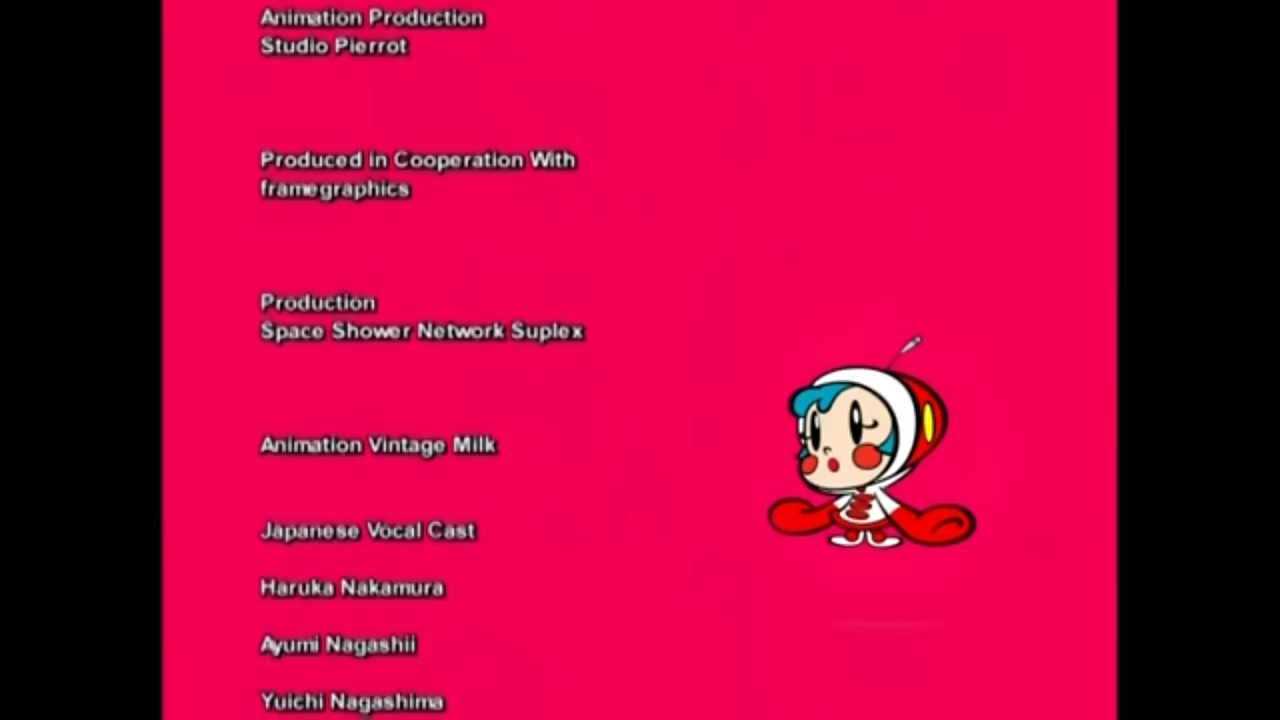 Animation Production
Studio Pierrot
Produced in Cooperation With
framegraphics
Production
Space Shower Network Suplex
Animation Vintage Milk
Japanese Vocal Cast
Haruka Nakamura
Ayumi Nagashii
Yuichi Nagashima